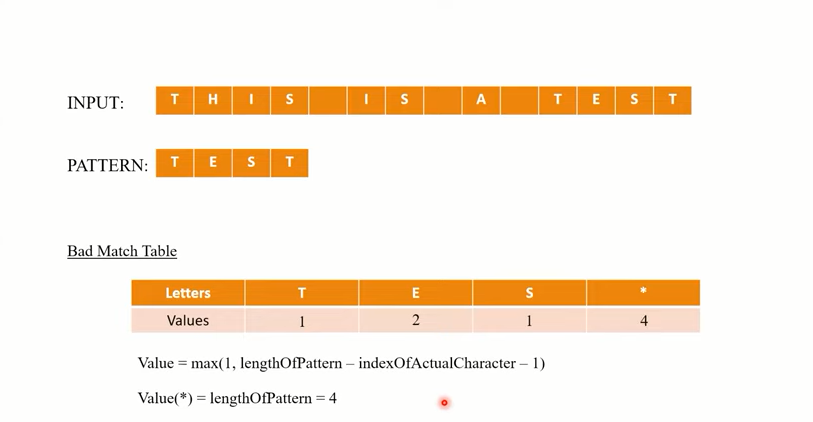 INPUT: T H I S I S A T E S T
PATTERN: T E S T
Bad Match Table
Letters T E S *
Values 1 2 1 4
Value = max(1, lengthOfPattern – indexOfActualCharacter – 1)
Value(*) = lengthOfPattern = 4